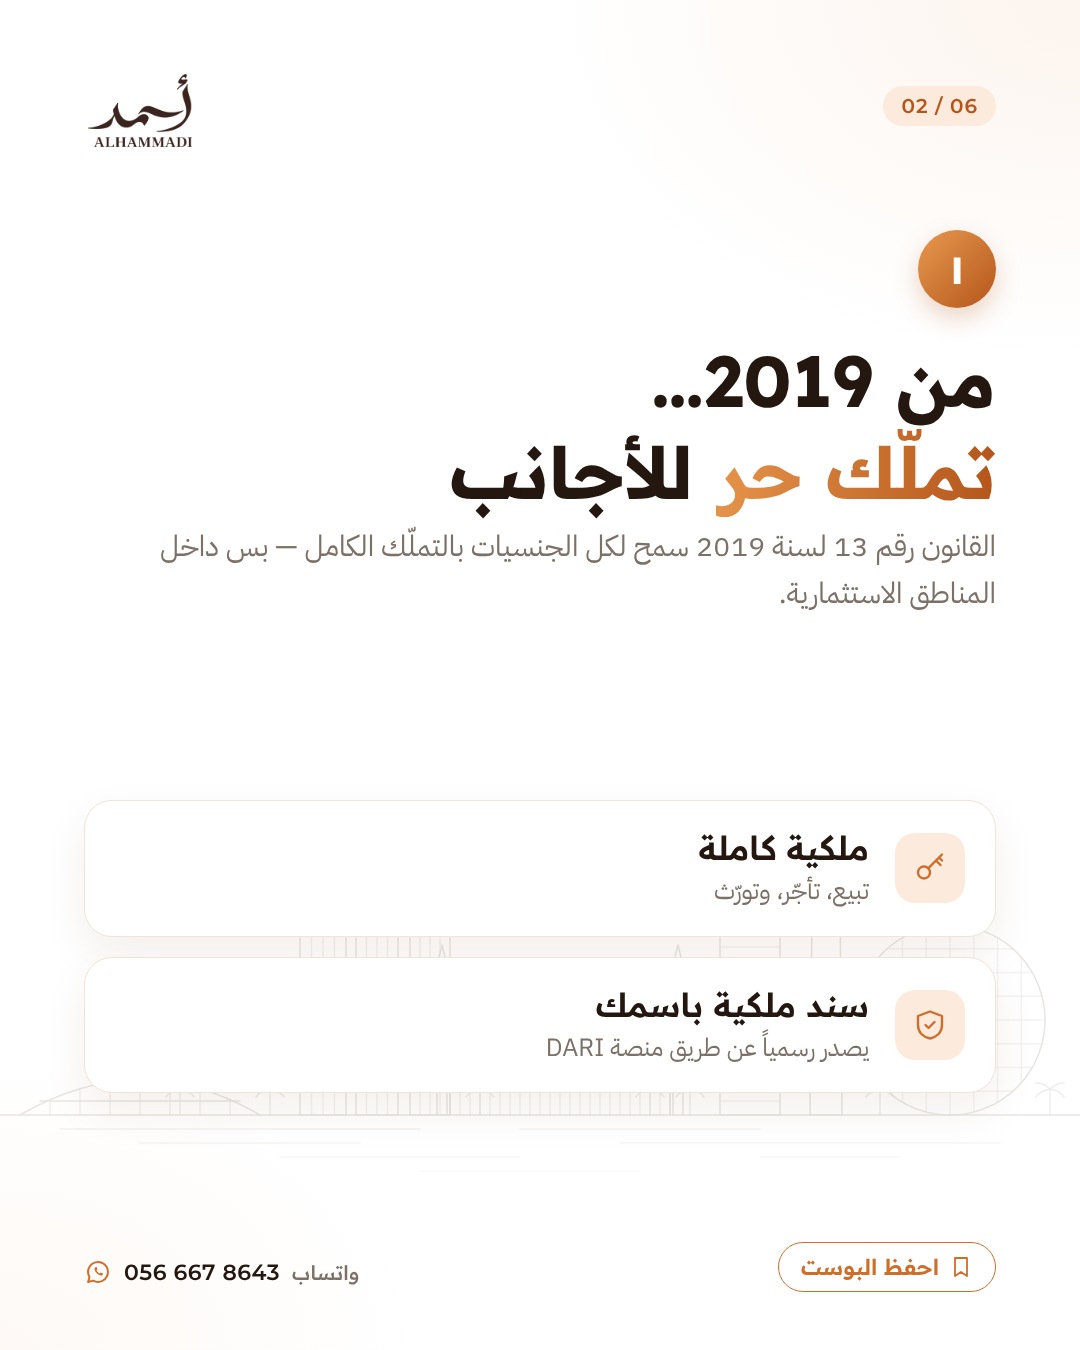 أحمد
ALHAMMADI
02 / 06
١
من 2019...
تملّك حر للأجانب
القانون رقم 13 لسنة 2019 سمح لكل الجنسيات بالتملّك الكامل — بس داخل
المناطق الاستثمارية.
ملكية كاملة
تبيع، تأجّر، وتورّث
سند ملكية باسمك
يصدر رسمياً عن طريق منصة DARI
احفظ البوست
واتساب 056 667 8643